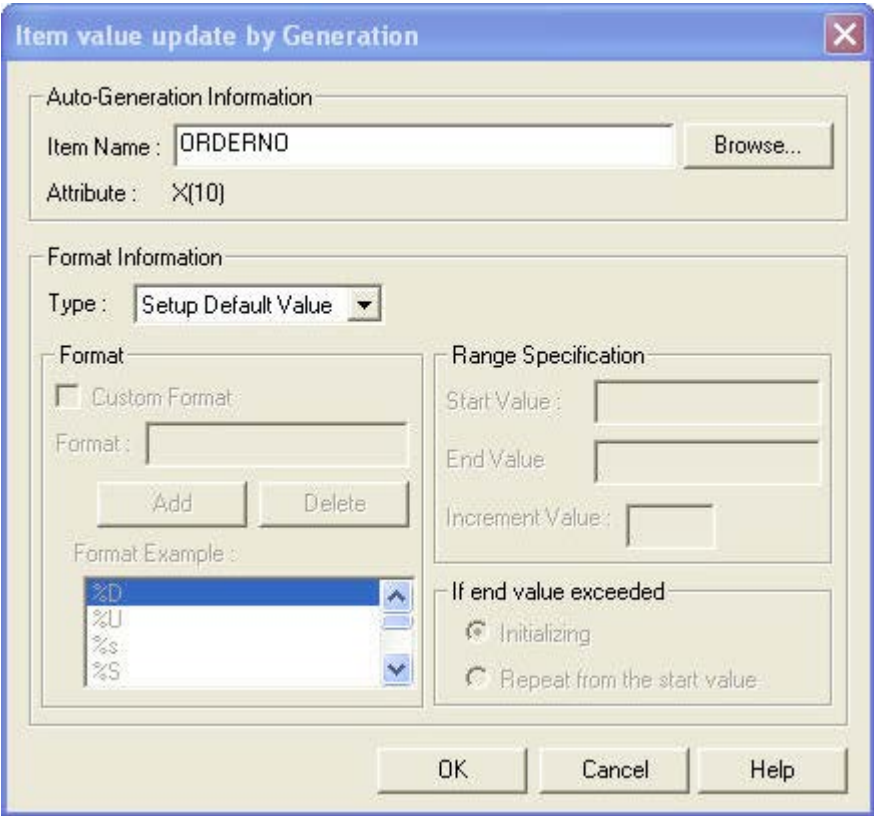 Item value update by Generation
Auto-Generation Information
Item Name : ORDERNO Browse...
Attribute : X(10)
Format Information
Type : Setup Default Value
Format
Custom Format
Format :
Add Delete
Format Example :
%D
%U
%s
%S
Range Specification
Start Value :
End Value
Increment Value :
If end value exceeded
Initializing
Repeat from the start value
OK Cancel Help